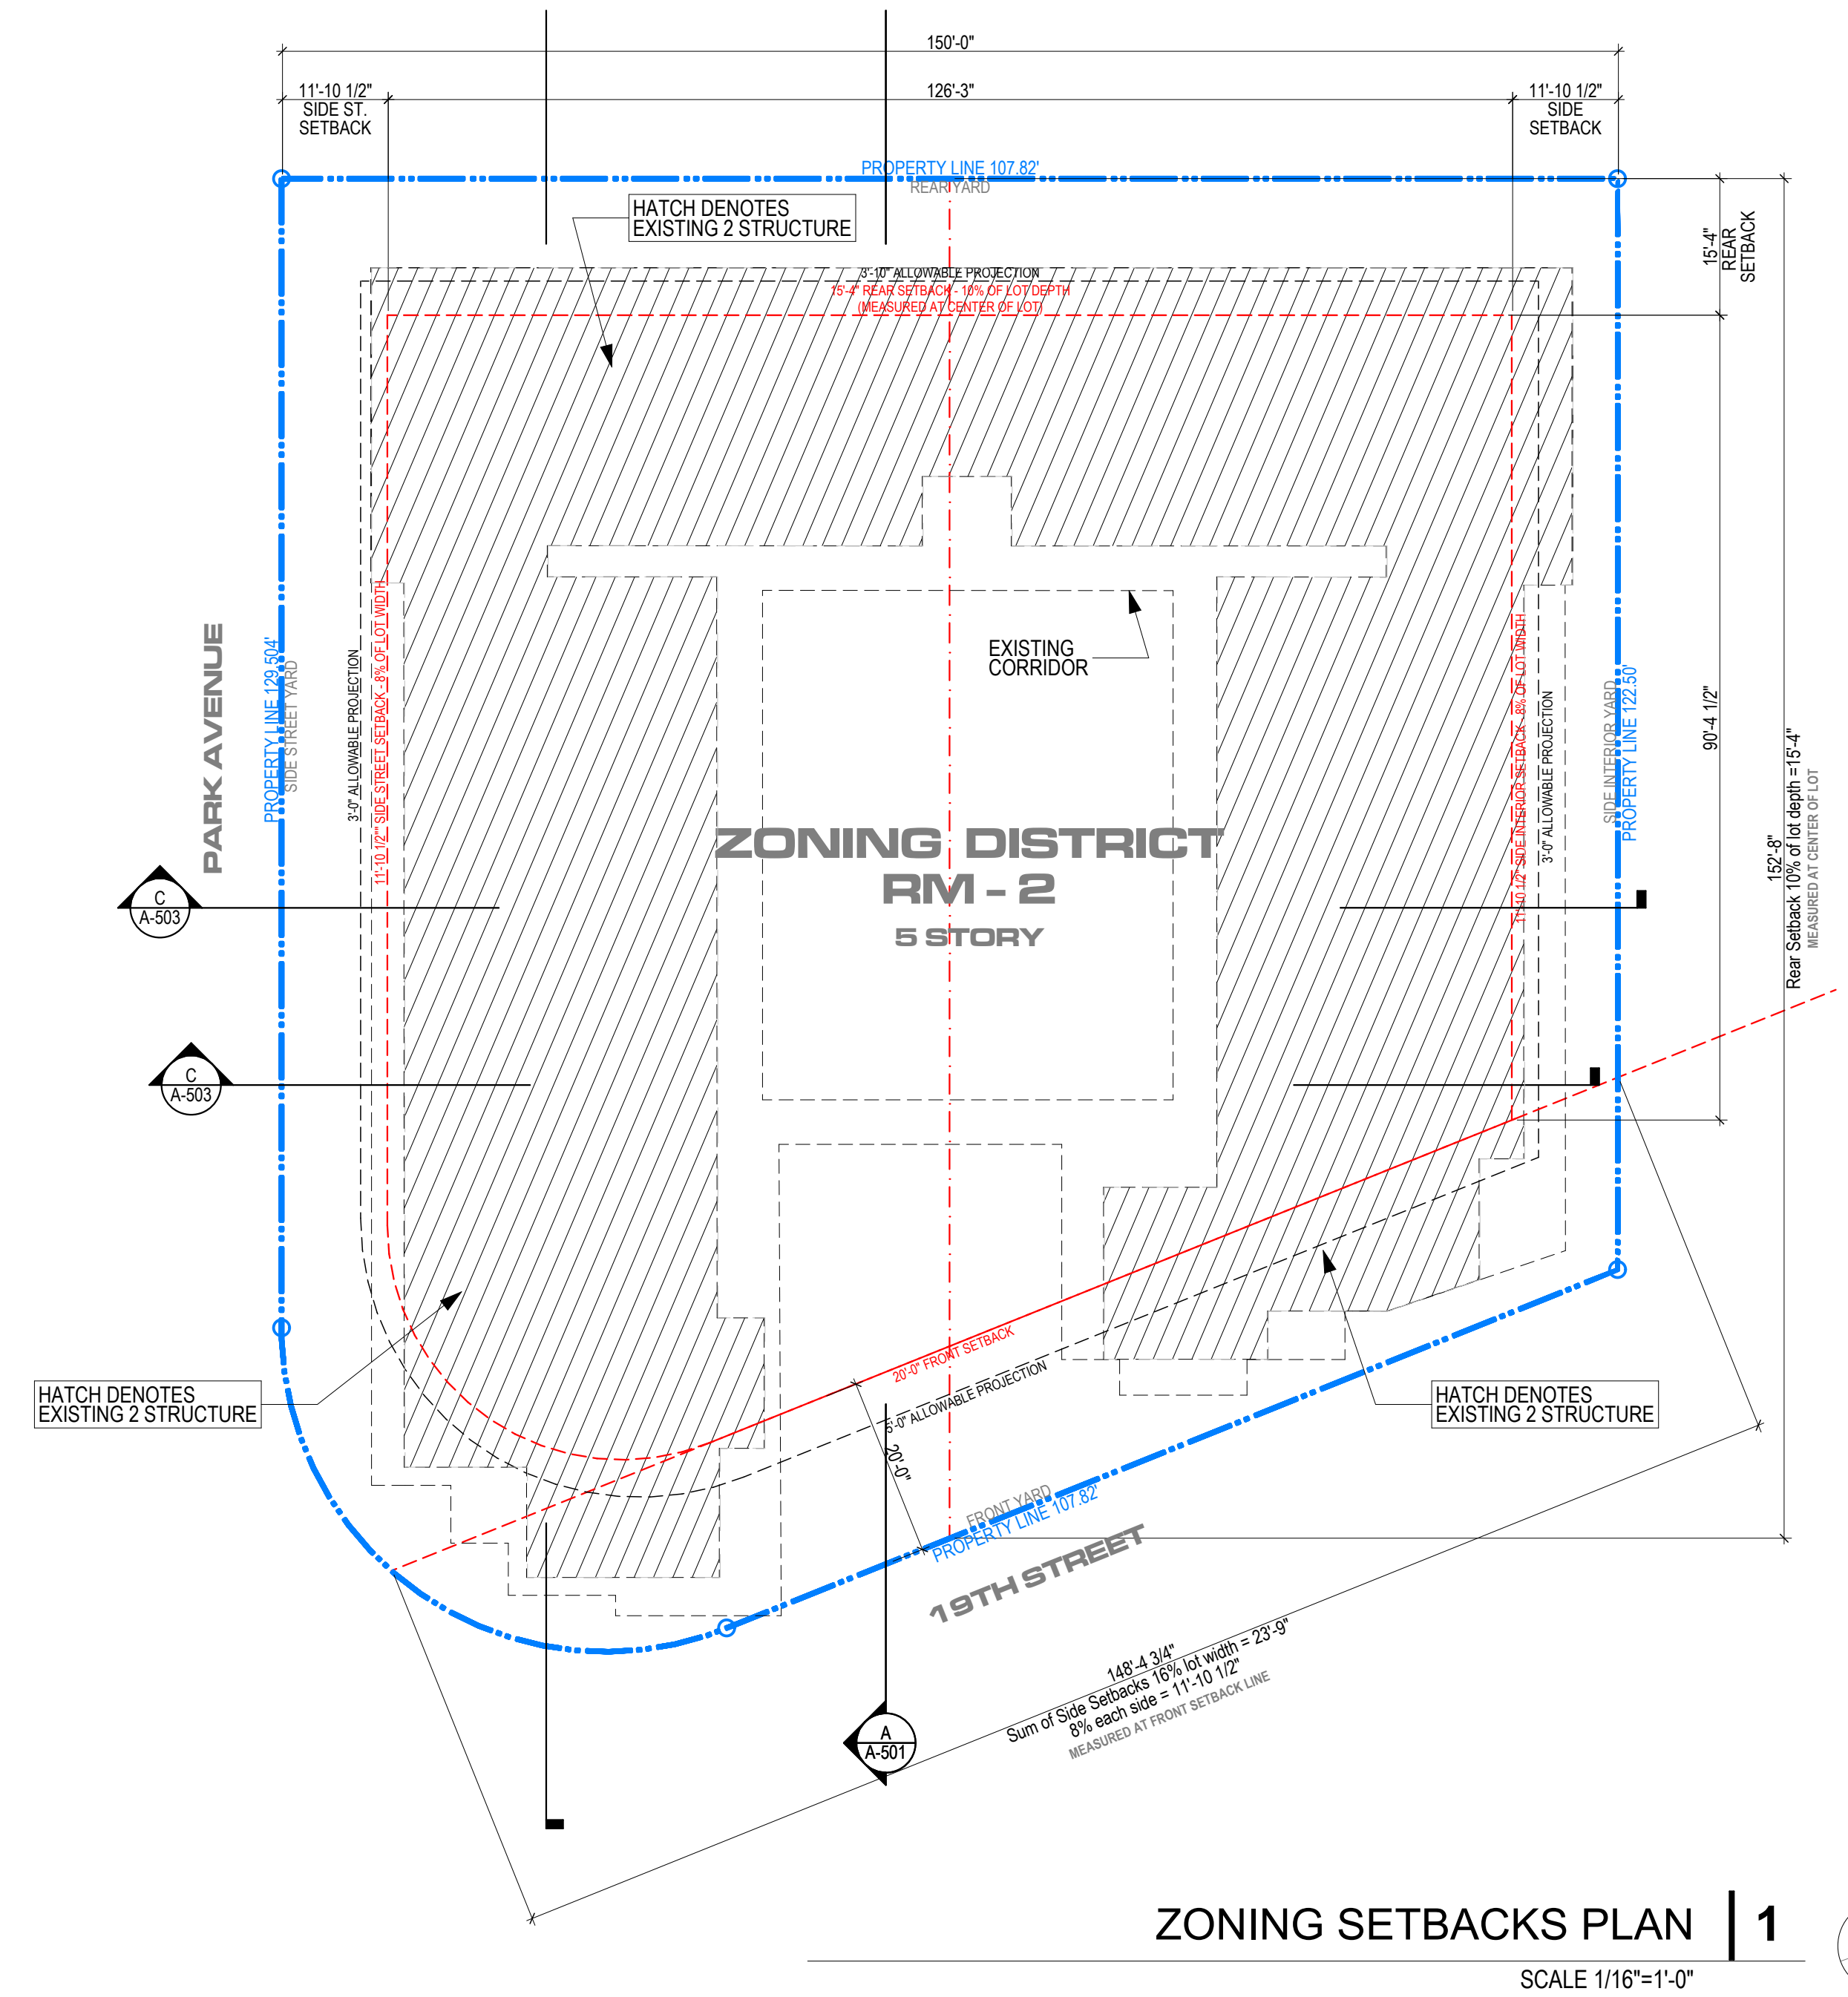 150'-0"
11'-10 1/2"
SIDE ST.
SETBACK
126'-3"
11'-10 1/2"
SIDE
SETBACK
PROPERTY LINE 107.82'
REAR YARD
HATCH DENOTES
EXISTING 2 STRUCTURE
15'-4"
REAR
SETBACK
3'-10" ALLOWABLE PROJECTION
15'-4" REAR SETBACK - 10% OF LOT DEPTH
(MEASURED AT CENTER OF LOT)
EXISTING
CORRIDOR
PARK AVENUE
PROPERTY LINE 129.504'
SIDE STREET YARD
3'-0" ALLOWABLE PROJECTION
11'-10 1/2" SIDE STREET SETBACK - 8% OF LOT WIDTH
ZONING DISTRICT
RM - 2
5 STORY
11'-10 1/2" SIDE INTERIOR SETBACK - 8% OF LOT WIDTH
3'-0" ALLOWABLE PROJECTION
SIDE INTERIOR YARD
PROPERTY LINE 122.50'
90'-4 1/2"
152'-8"
Rear Setback 10% of lot depth =15'-4"
MEASURED AT CENTER OF LOT
C
A-503
C
A-503
20'-0" FRONT SETBACK
5'-0" ALLOWABLE PROJECTION
20'-0"
HATCH DENOTES
EXISTING 2 STRUCTURE
HATCH DENOTES
EXISTING 2 STRUCTURE
FRONT YARD
PROPERTY LINE 107.82'
19TH STREET
148'-4 3/4"
Sum of Side Setbacks 16% lot width = 23'-9"
8% each side = 11'-10 1/2"
MEASURED AT FRONT SETBACK LINE
A
A-501
ZONING SETBACKS PLAN 1
SCALE 1/16"=1'-0"